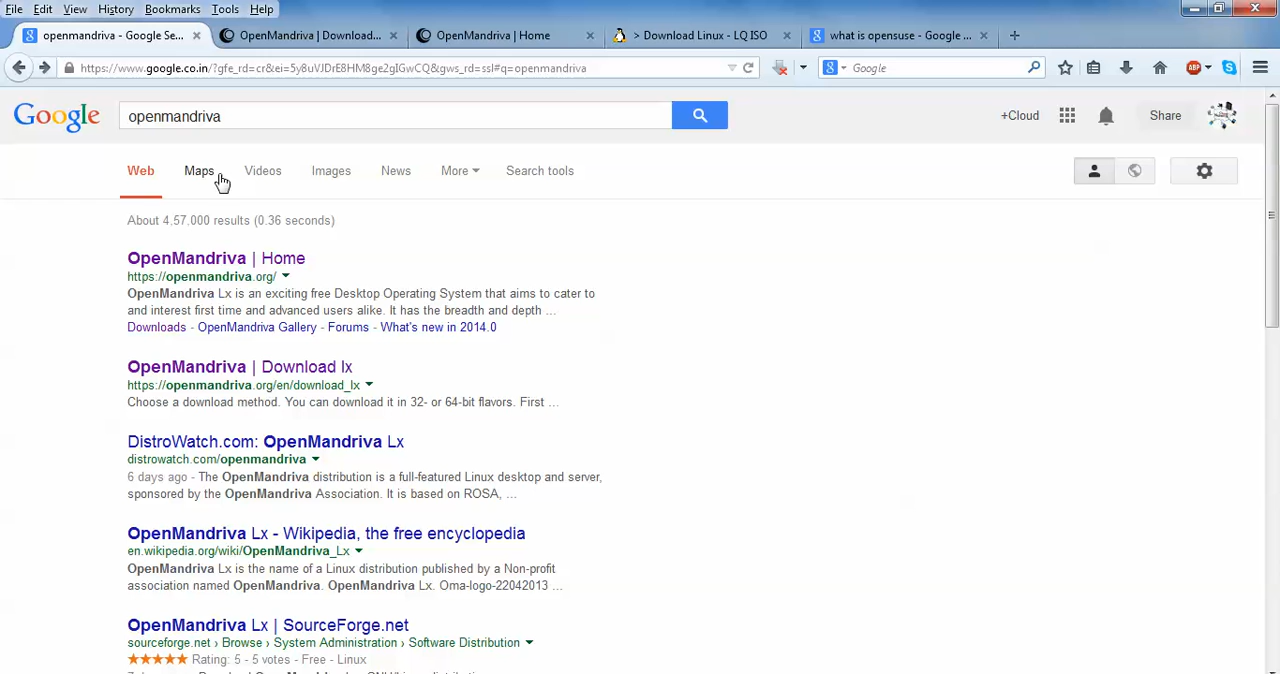 File Edit View History Bookmarks Tools Help
openmandriva - Google Se... × OpenMandriva | Download... × OpenMandriva | Home × > Download Linux - LQ ISO × what is opensuse - Google ... × +
https://www.google.co.in/?gfe_rd=cr&ei=5y8uVJDrE8HM8ge2gIGwCQ&gws_rd=ssl#q=openmandriva Google ABP
Google openmandriva +Cloud Share
Web Maps Videos Images News More Search tools
About 4,57,000 results (0.36 seconds)
OpenMandriva | Home
https://openmandriva.org/
OpenMandriva Lx is an exciting free Desktop Operating System that aims to cater to
and interest first time and advanced users alike. It has the breadth and depth ...
Downloads - OpenMandriva Gallery - Forums - What's new in 2014.0
OpenMandriva | Download lx
https://openmandriva.org/en/download_lx
Choose a download method. You can download it in 32- or 64-bit flavors. First ...
DistroWatch.com: OpenMandriva Lx
distrowatch.com/openmandriva
6 days ago - The OpenMandriva distribution is a full-featured Linux desktop and server,
sponsored by the OpenMandriva Association. It is based on ROSA, ...
OpenMandriva Lx - Wikipedia, the free encyclopedia
en.wikipedia.org/wiki/OpenMandriva_Lx
OpenMandriva Lx is the name of a Linux distribution published by a Non-profit
association named OpenMandriva. OpenMandriva Lx. Oma-logo-22042013 ...
OpenMandriva Lx | SourceForge.net
sourceforge.net › Browse › System Administration › Software Distribution
★★★★★ Rating: 5 - 5 votes - Free - Linux